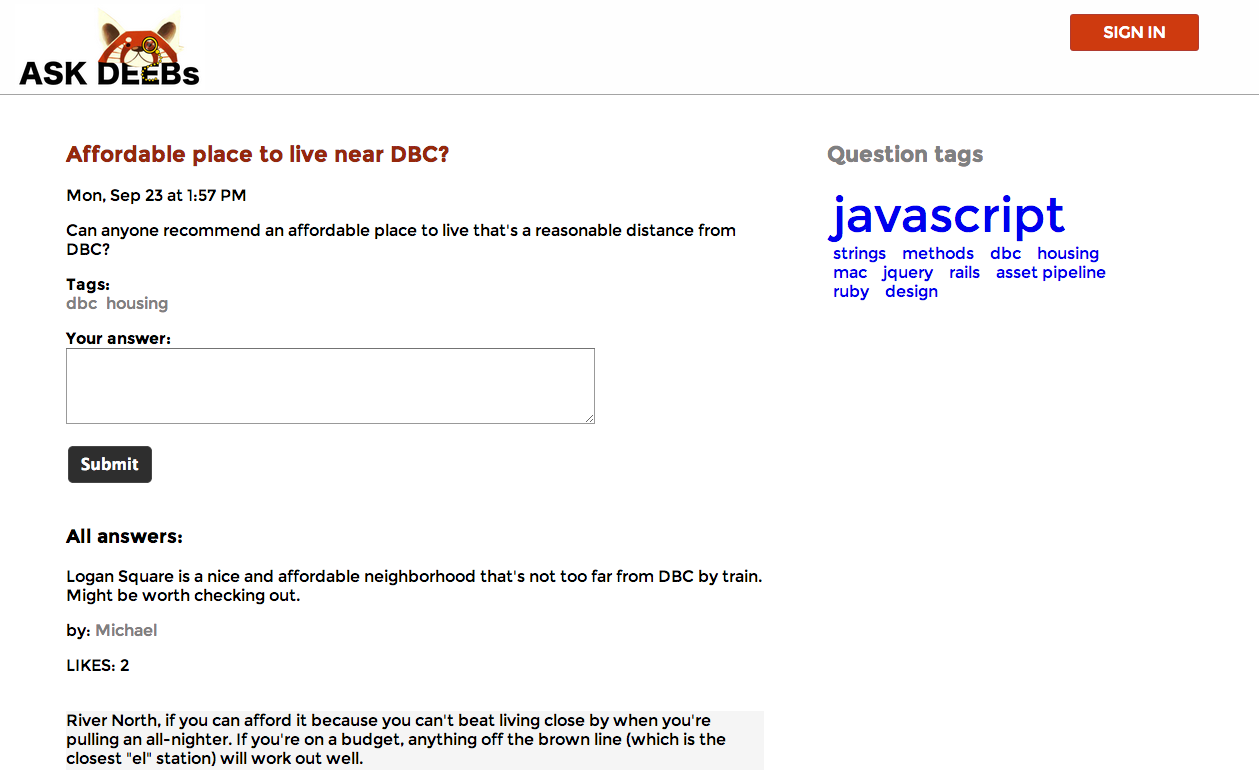 ASK DEEBs
SIGN IN
Affordable place to live near DBC?
Mon, Sep 23 at 1:57 PM
Can anyone recommend an affordable place to live that's a reasonable distance from
DBC?
Tags:
dbc housing
Your answer:
Submit
All answers:
Logan Square is a nice and affordable neighborhood that's not too far from DBC by train.
Might be worth checking out.
by: Michael
LIKES: 2
River North, if you can afford it because you can't beat living close by when you're
pulling an all-nighter. If you're on a budget, anything off the brown line (which is the
closest "el" station) will work out well.
Question tags
javascript
strings methods dbc housing
mac jquery rails asset pipeline
ruby design